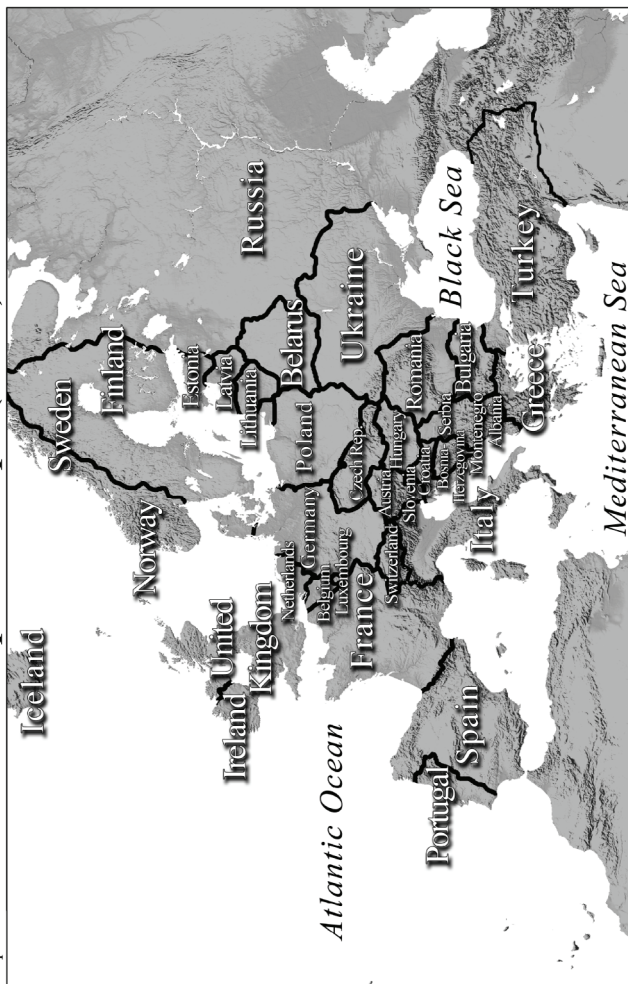 Iceland
Sweden
Norway
Finland
Russia
Estonia
Latvia
Lithuania
Ireland
United
Kingdom
Belarus
Netherlands
Germany
Poland
Belgium
Luxembourg
Ukraine
Czech Rep.
France
Atlantic Ocean
Austria
Hungary
Switzerland
Slovenia
Romania
Croatia
Serbia
Bosnia
Herzegovina
Black Sea
Bulgaria
Montenegro
Italy
Albania
Portugal
Spain
Greece
Turkey
Mediterranean Sea